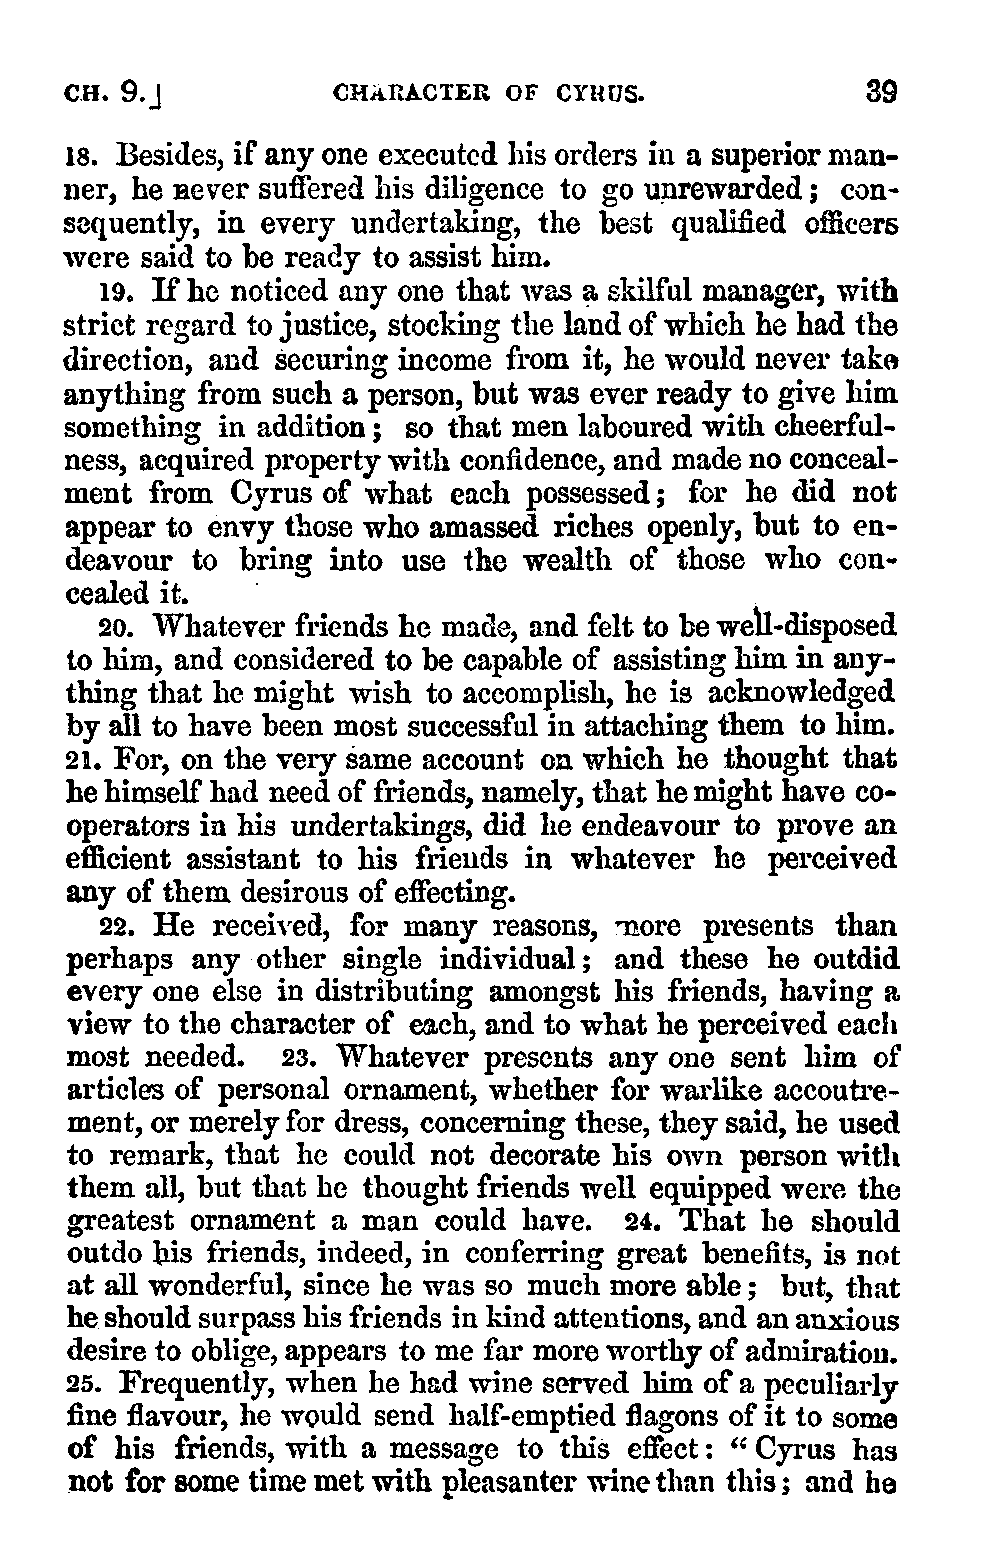 CH. 9.] CHARACTER OF CYRUS. 39
18. Besides, if any one executed his orders in a superior man-
ner, he never suffered his diligence to go unrewarded; con-
sequently, in every undertaking, the best qualified officers
were said to be ready to assist him.
19. If he noticed any one that was a skilful manager, with
strict regard to justice, stocking the land of which he had the
direction, and securing income from it, he would never take
anything from such a person, but was ever ready to give him
something in addition; so that men laboured with cheerful-
ness, acquired property with confidence, and made no conceal-
ment from Cyrus of what each possessed; for he did not
appear to envy those who amassed riches openly, but to en-
deavour to bring into use the wealth of those who con-
cealed it.
20. Whatever friends he made, and felt to be well-disposed
to him, and considered to be capable of assisting him in any-
thing that he might wish to accomplish, he is acknowledged
by all to have been most successful in attaching them to him.
21. For, on the very same account on which he thought that
he himself had need of friends, namely, that he might have co-
operators in his undertakings, did he endeavour to prove an
efficient assistant to his friends in whatever he perceived
any of them desirous of effecting.
22. He received, for many reasons, more presents than
perhaps any other single individual; and these he outdid
every one else in distributing amongst his friends, having a
view to the character of each, and to what he perceived each
most needed. 23. Whatever presents any one sent him of
articles of personal ornament, whether for warlike accoutre-
ment, or merely for dress, concerning these, they said, he used
to remark, that he could not decorate his own person with
them all, but that he thought friends well equipped were the
greatest ornament a man could have. 24. That he should
outdo his friends, indeed, in conferring great benefits, is not
at all wonderful, since he was so much more able; but, that
he should surpass his friends in kind attentions, and an anxious
desire to oblige, appears to me far more worthy of admiration.
25. Frequently, when he had wine served him of a peculiarly
fine flavour, he would send half-emptied flagons of it to some
of his friends, with a message to this effect: “Cyrus has
not for some time met with pleasanter wine than this; and he